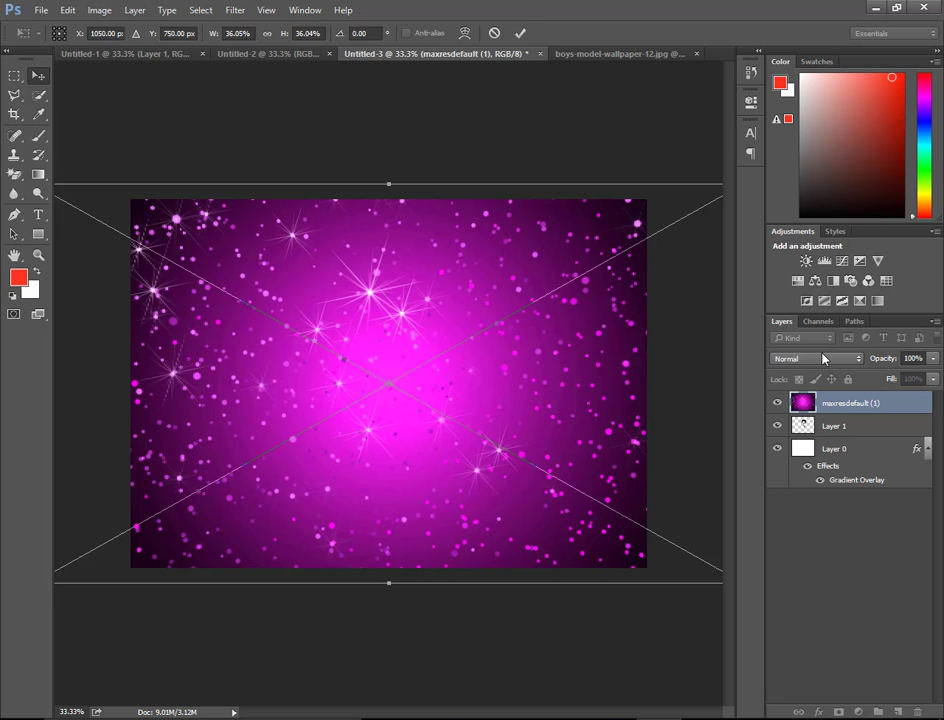 Ps File Edit Image Layer Type Select Filter View Window Help
X: 1050.00 px Y: 750.00 px W: 36.05% H: 36.04% 0.00 ° Anti-alias Essentials
Untitled-1 @ 33.3% (Layer 1, RG... × Untitled-2 @ 33.3% (RGB... × Untitled-3 @ 33.3% (maxresdefault (1), RGB/8) * × boys-model-wallpaper-12.jpg @... ×
Color Swatches
A
T
Adjustments Styles
Add an adjustment
Layers Channels Paths
Kind T
Normal Opacity: 100%
Lock: Fill: 100%
maxresdefault (1)
Layer 1
Layer 0 fx
Effects
Gradient Overlay
33.33% Doc: 9.01M/3.12M fx